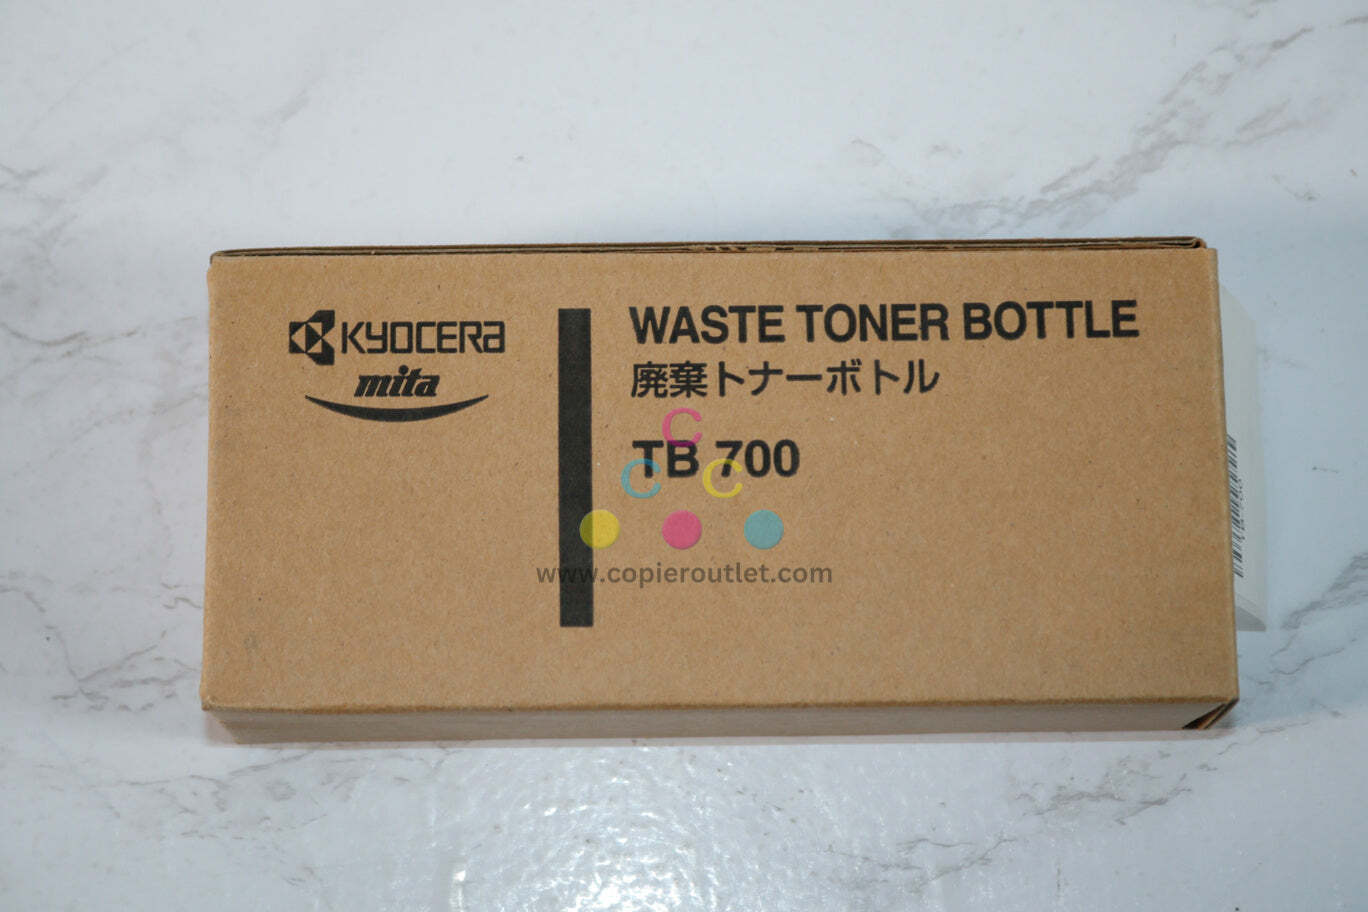 KYOCERA
mita
WASTE TONER BOTTLE
廃棄トナーボトル
TB 700
C
C C
www.copieroutlet.com